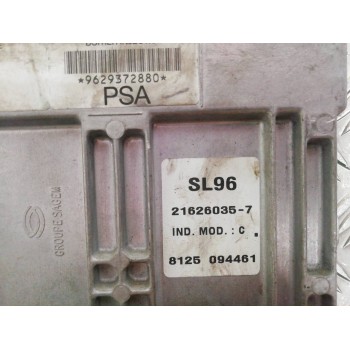 *9629372880*
PSA
SL96
21626035-7
IND. MOD. : C .
8125 094461
GROUPE SAGEM